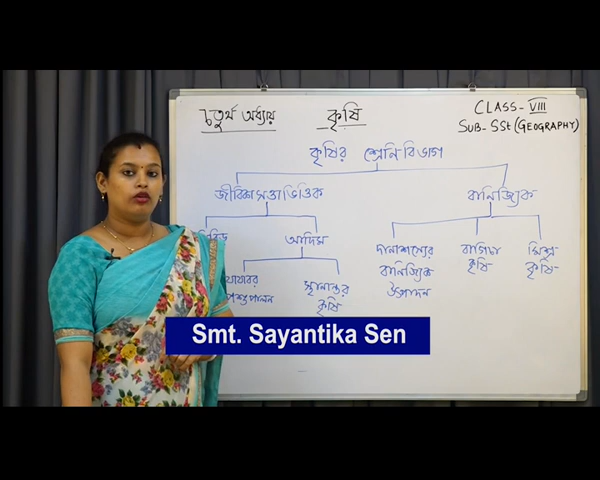 চতুর্থ অধ্যায়
কৃষি
CLASS- VIII
SUB- SSt (GEOGRAPHY)
কৃষির শ্রেনি-বিভাগ
জীবিকাসত্তাভিত্তিক
বানিজ্যিক
আদিম
দানাশস্যের
বানিজ্যিক
উৎপাদন
বাগিচা
কৃষি
মিশ্র
কৃষি
যাযাবর
পশুপালন
স্থানান্তর
কৃষি
Smt. Sayantika Sen